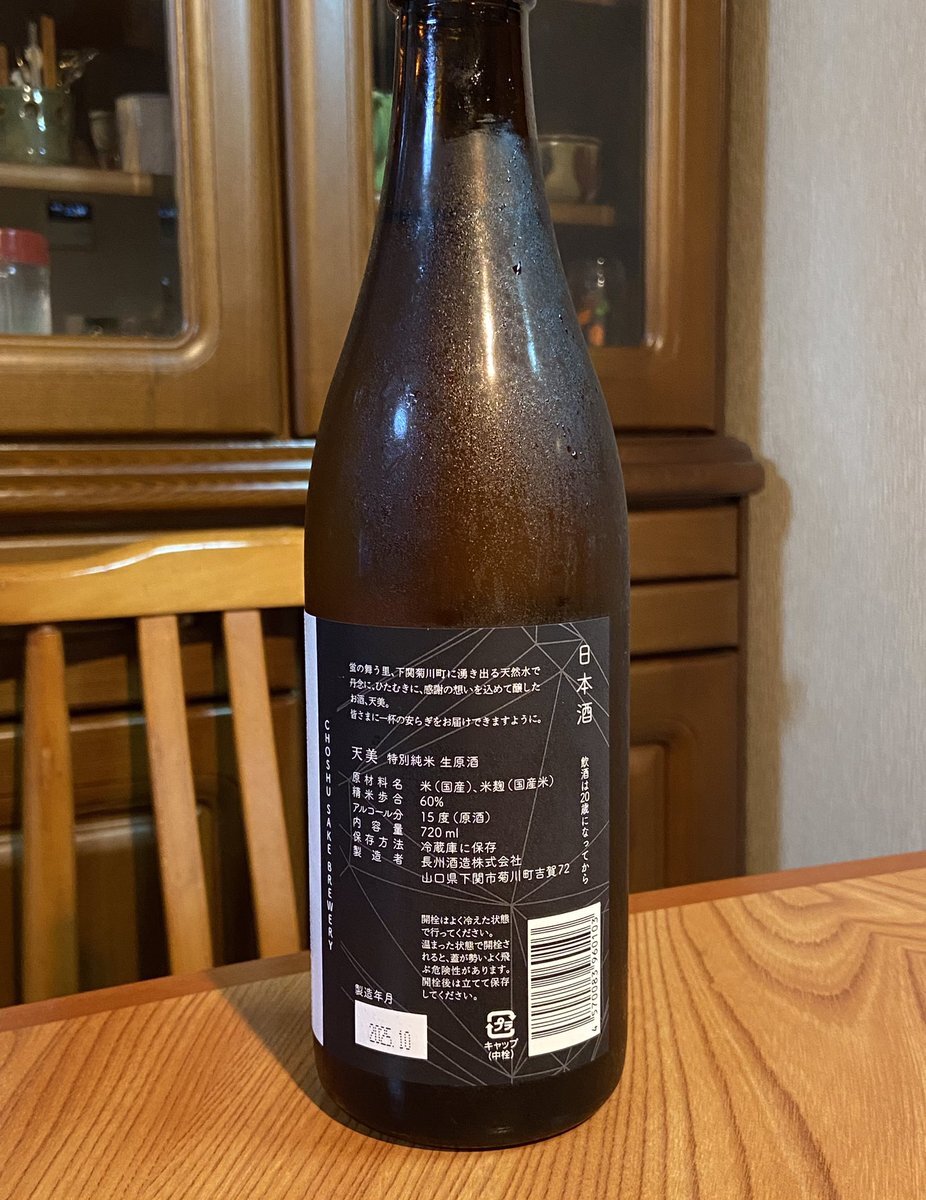 日本酒
飲酒は20歳になってから
蛍の舞う里、下関菊川町に湧き出る天然水で
丹念に、ひたむきに、感謝の想いを込めて醸した
お酒、天美。
皆さまに一杯の安らぎをお届けできますように。
天美 特別純米 生原酒
原材料名 米(国産)、米麹(国産米)
精米歩合 60%
アルコール分 15度(原酒)
内容量 720ml
保存方法 冷蔵庫に保存
製造者 長州酒造株式会社
山口県下関市菊川町吉賀72
開栓はよく冷えた状態
で行ってください。
温まった状態で開栓さ
れると、蓋が勢いよく飛
ぶ危険性があります。
開栓後は立てて保存
してください。
製造年月
2025.10
プラ
キャップ
(中栓)
4570083960103
CHOSHU SAKE BREWERY